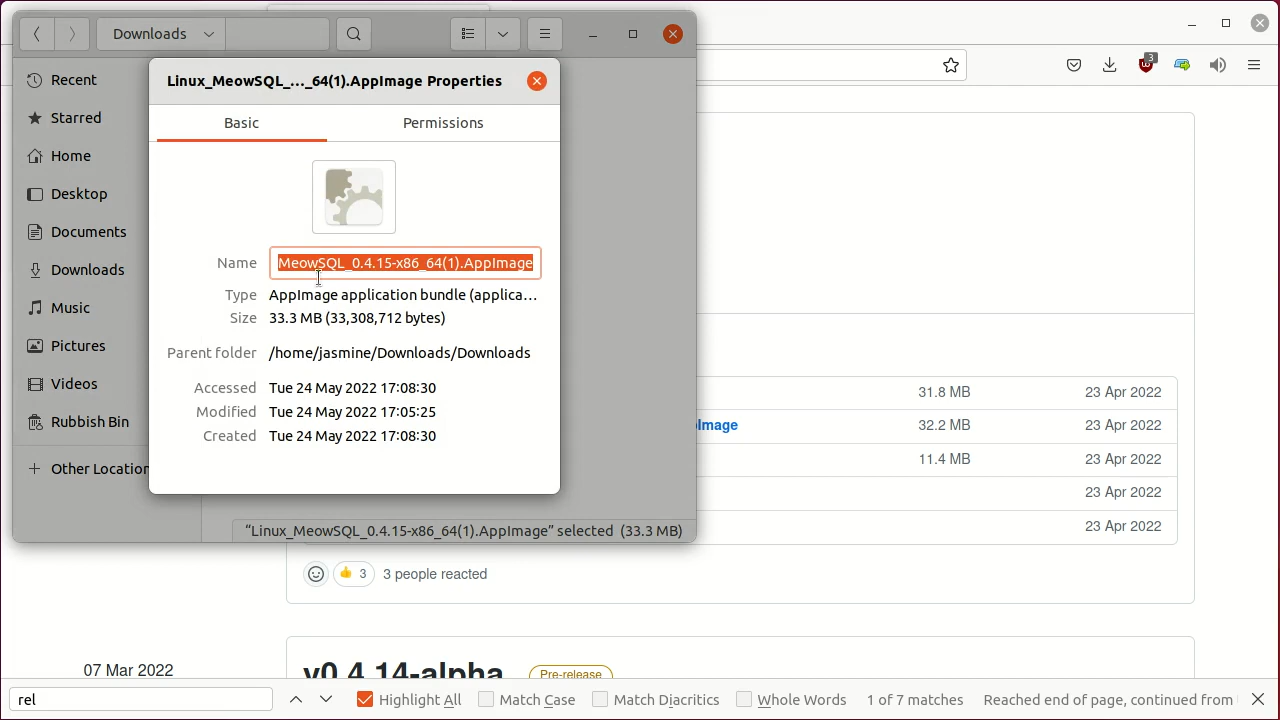 Downloads
3
Linux_MeowSQL_..._64(1).AppImage Properties
Recent
Starred
Home
Desktop
Documents
Downloads
Music
Pictures
Videos
Rubbish Bin
Other Location
Basic
Permissions
Name MeowSQL_0.4.15-x86_64(1).AppImage
Type AppImage application bundle (applica...
Size 33.3 MB (33,308,712 bytes)
Parent folder /home/jasmine/Downloads/Downloads
Accessed Tue 24 May 2022 17:08:30
Modified Tue 24 May 2022 17:05:25
Created Tue 24 May 2022 17:08:30
"Linux_MeowSQL_0.4.15-x86_64(1).AppImage" selected (33.3 MB)
31.8 MB 23 Apr 2022
Image 32.2 MB 23 Apr 2022
11.4 MB 23 Apr 2022
23 Apr 2022
23 Apr 2022
👍 3 3 people reacted
07 Mar 2022
v0.4.14-alpha Pre-release
rel Highlight All Match Case Match Diacritics Whole Words 1 of 7 matches Reached end of page, continued from